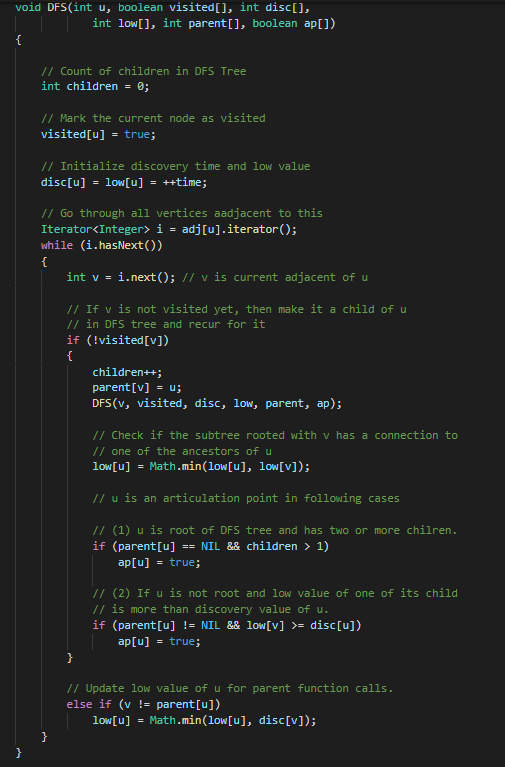 void DFS(int u, boolean visited[], int disc[],
int low[], int parent[], boolean ap[])
{
// Count of children in DFS Tree
int children = 0;
// Mark the current node as visited
visited[u] = true;
// Initialize discovery time and low value
disc[u] = low[u] = ++time;
// Go through all vertices aadjacent to this
Iterator<Integer> i = adj[u].iterator();
while (i.hasNext())
{
int v = i.next(); // v is current adjacent of u
// If v is not visited yet, then make it a child of u
// in DFS tree and recur for it
if (!visited[v])
{
children++;
parent[v] = u;
DFS(v, visited, disc, low, parent, ap);
// Check if the subtree rooted with v has a connection to
// one of the ancestors of u
low[u] = Math.min(low[u], low[v]);
// u is an articulation point in following cases
// (1) u is root of DFS tree and has two or more chilren.
if (parent[u] == NIL && children > 1)
ap[u] = true;
// (2) If u is not root and low value of one of its child
// is more than discovery value of u.
if (parent[u] != NIL && low[v] >= disc[u])
ap[u] = true;
}
// Update low value of u for parent function calls.
else if (v != parent[u])
low[u] = Math.min(low[u], disc[v]);
}
}